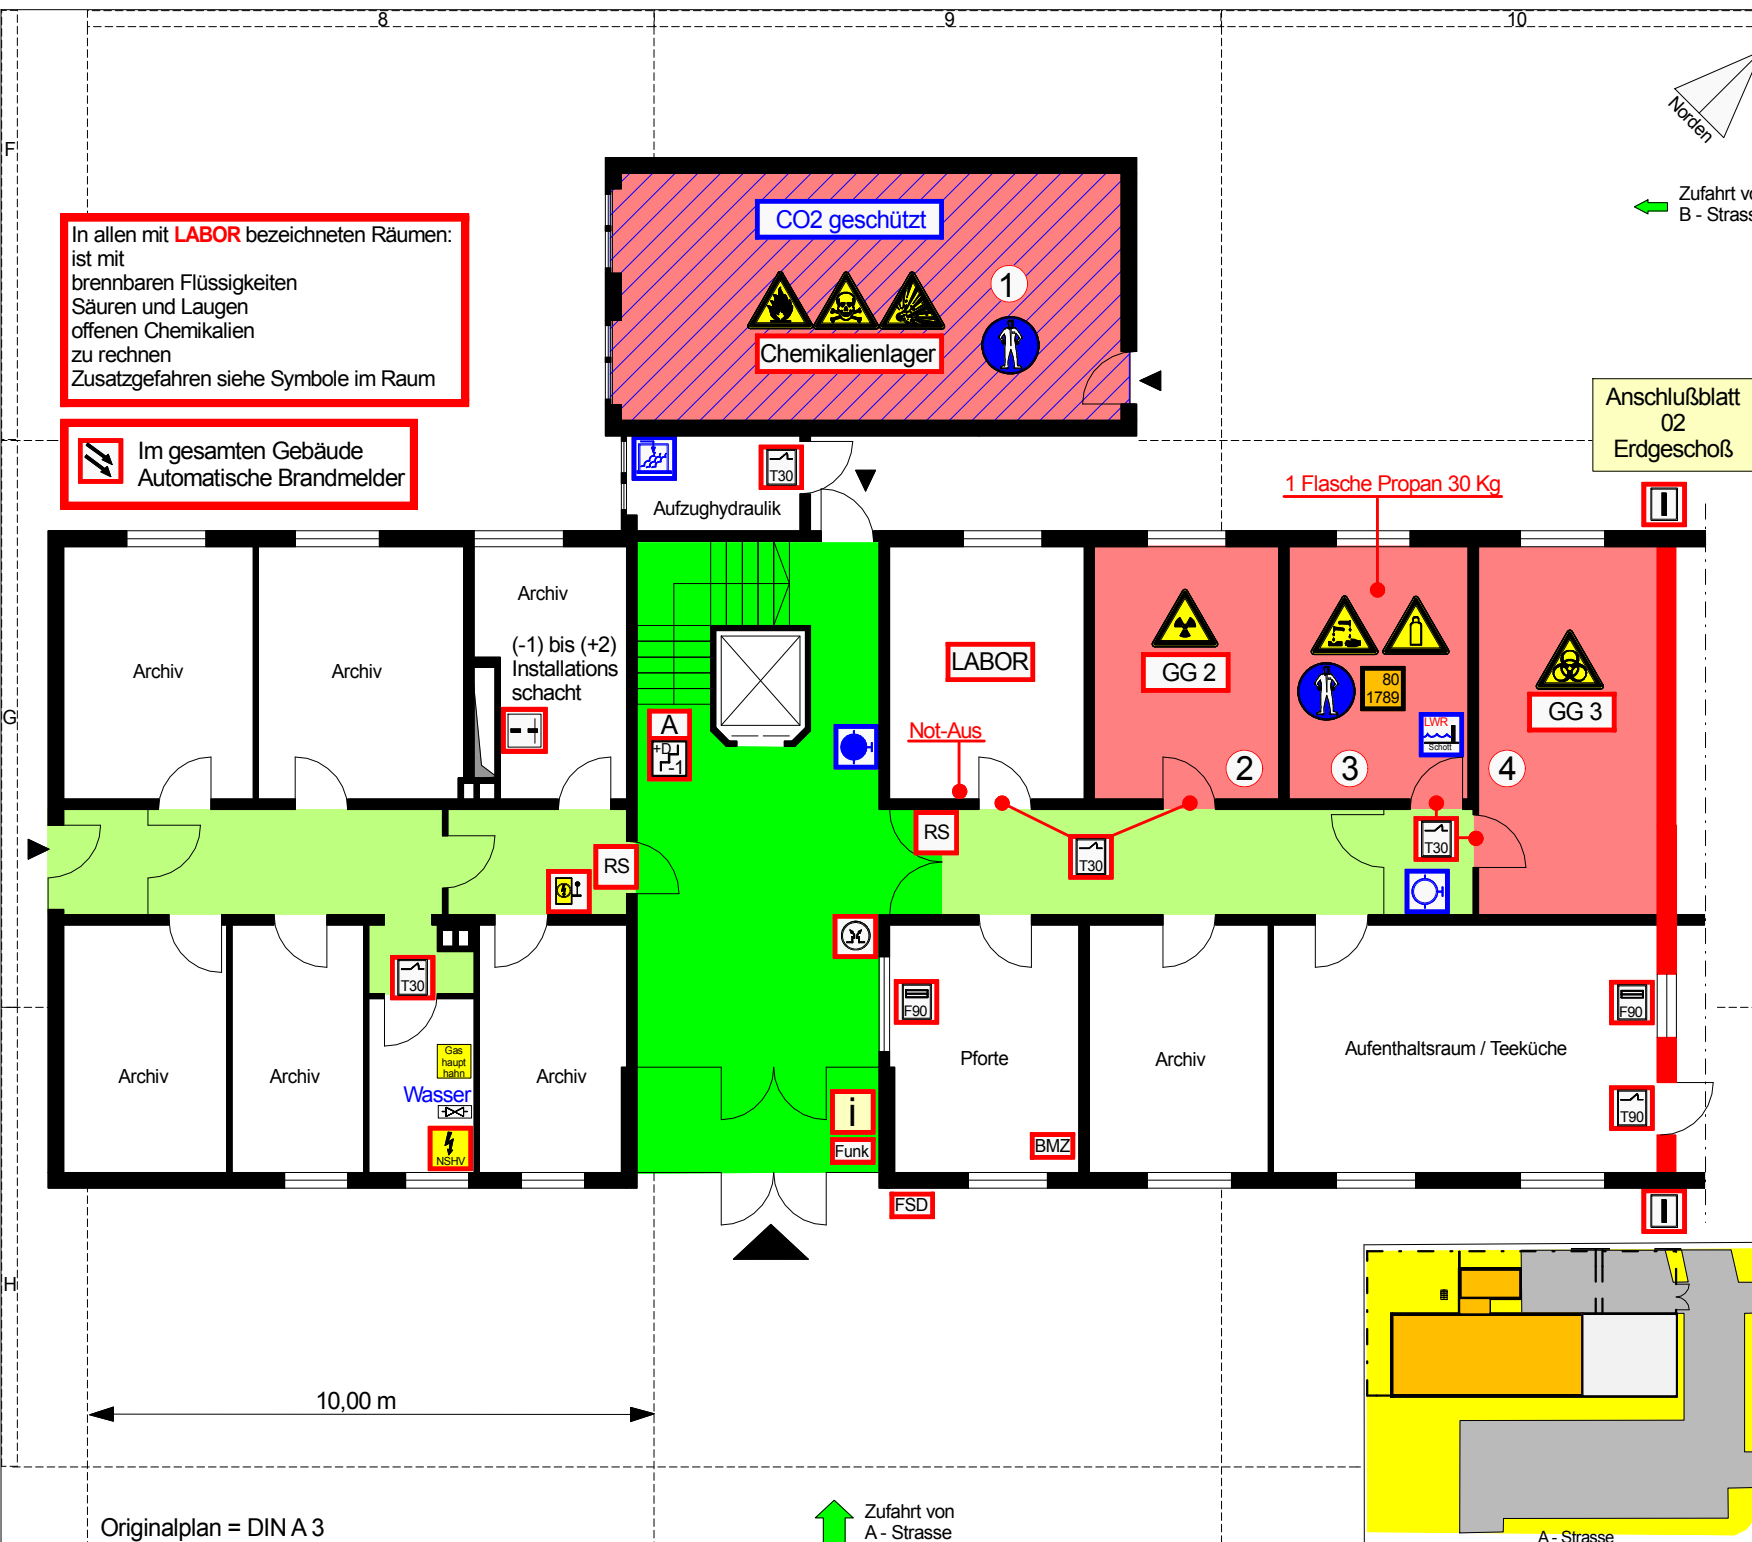 8
9
10
F
G
H
Norden
Zufahrt
B - Strass
In allen mit LABOR bezeichneten Räumen:
ist mit
brennbaren Flüssigkeiten
Säuren und Laugen
offenen Chemikalien
zu rechnen
Zusatzgefahren siehe Symbole im Raum
Im gesamten Gebäude
Automatische Brandmelder
CO2 geschützt
1
Chemikalienlager
Anschlußblatt
02
Erdgeschoß
T30
Aufzughydraulik
1 Flasche Propan 30 Kg
Archiv
Archiv
Archiv
(-1) bis (+2)
Installations
schacht
A
+D
-1
LABOR
Not-Aus
GG 2
2
80
1789
LWR
Schott
3
GG 3
4
RS
RS
T30
T30
T30
F90
F90
T90
Archiv
Archiv
Gas
haupt
hahn
Wasser
NSHV
Archiv
i
Funk
Pforte
BMZ
FSD
Archiv
Aufenthaltsraum / Teeküche
10,00 m
Originalplan = DIN A 3
Zufahrt von
A - Strasse
A - Strasse